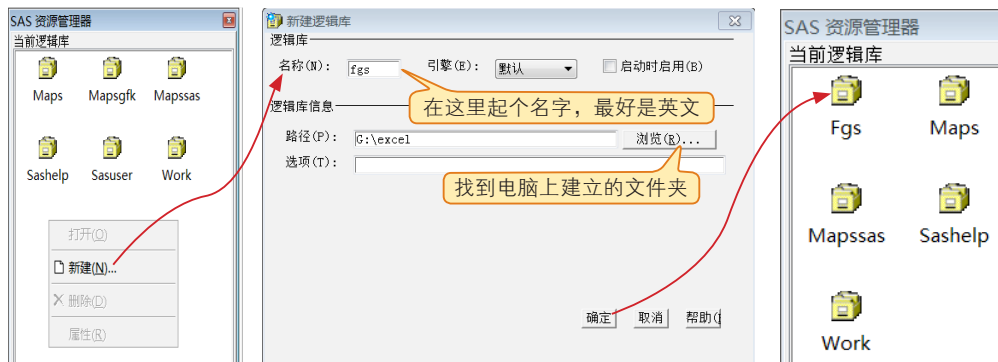 SAS 资源管理器
当前逻辑库
Maps Mapsgfk Mapssas
Sashelp Sasuser Work
打开(O)
新建(N)...
删除(D)
属性(R)
新建逻辑库
逻辑库
名称(N): fgs 引擎(E): 默认 启动时启用(B)
在这里起个名字，最好是英文
逻辑库信息
路径(P): G:\excel 浏览(R)...
选项(T):
找到电脑上建立的文件夹
确定 取消 帮助(
SAS 资源管理器
当前逻辑库
Fgs Maps
Mapssas Sashelp
Work